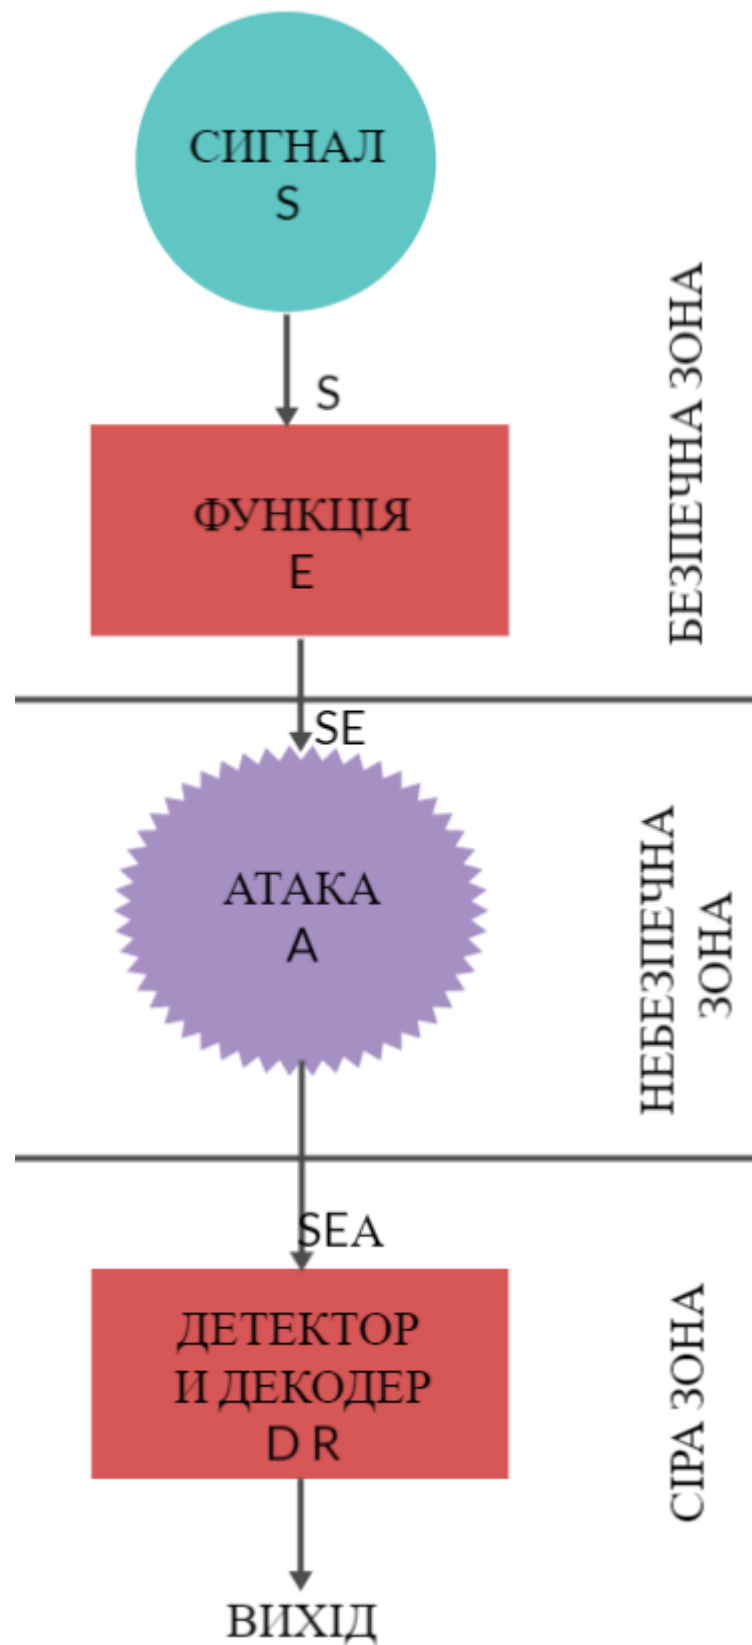 СИГНАЛ
S
S
ФУНКЦІЯ
E
БЕЗПЕЧНА ЗОНА
SE
АТАКА
A
НЕБЕЗПЕЧНА
ЗОНА
SEA
ДЕТЕКТОР
И ДЕКОДЕР
D R
СІРА ЗОНА
ВИХІД